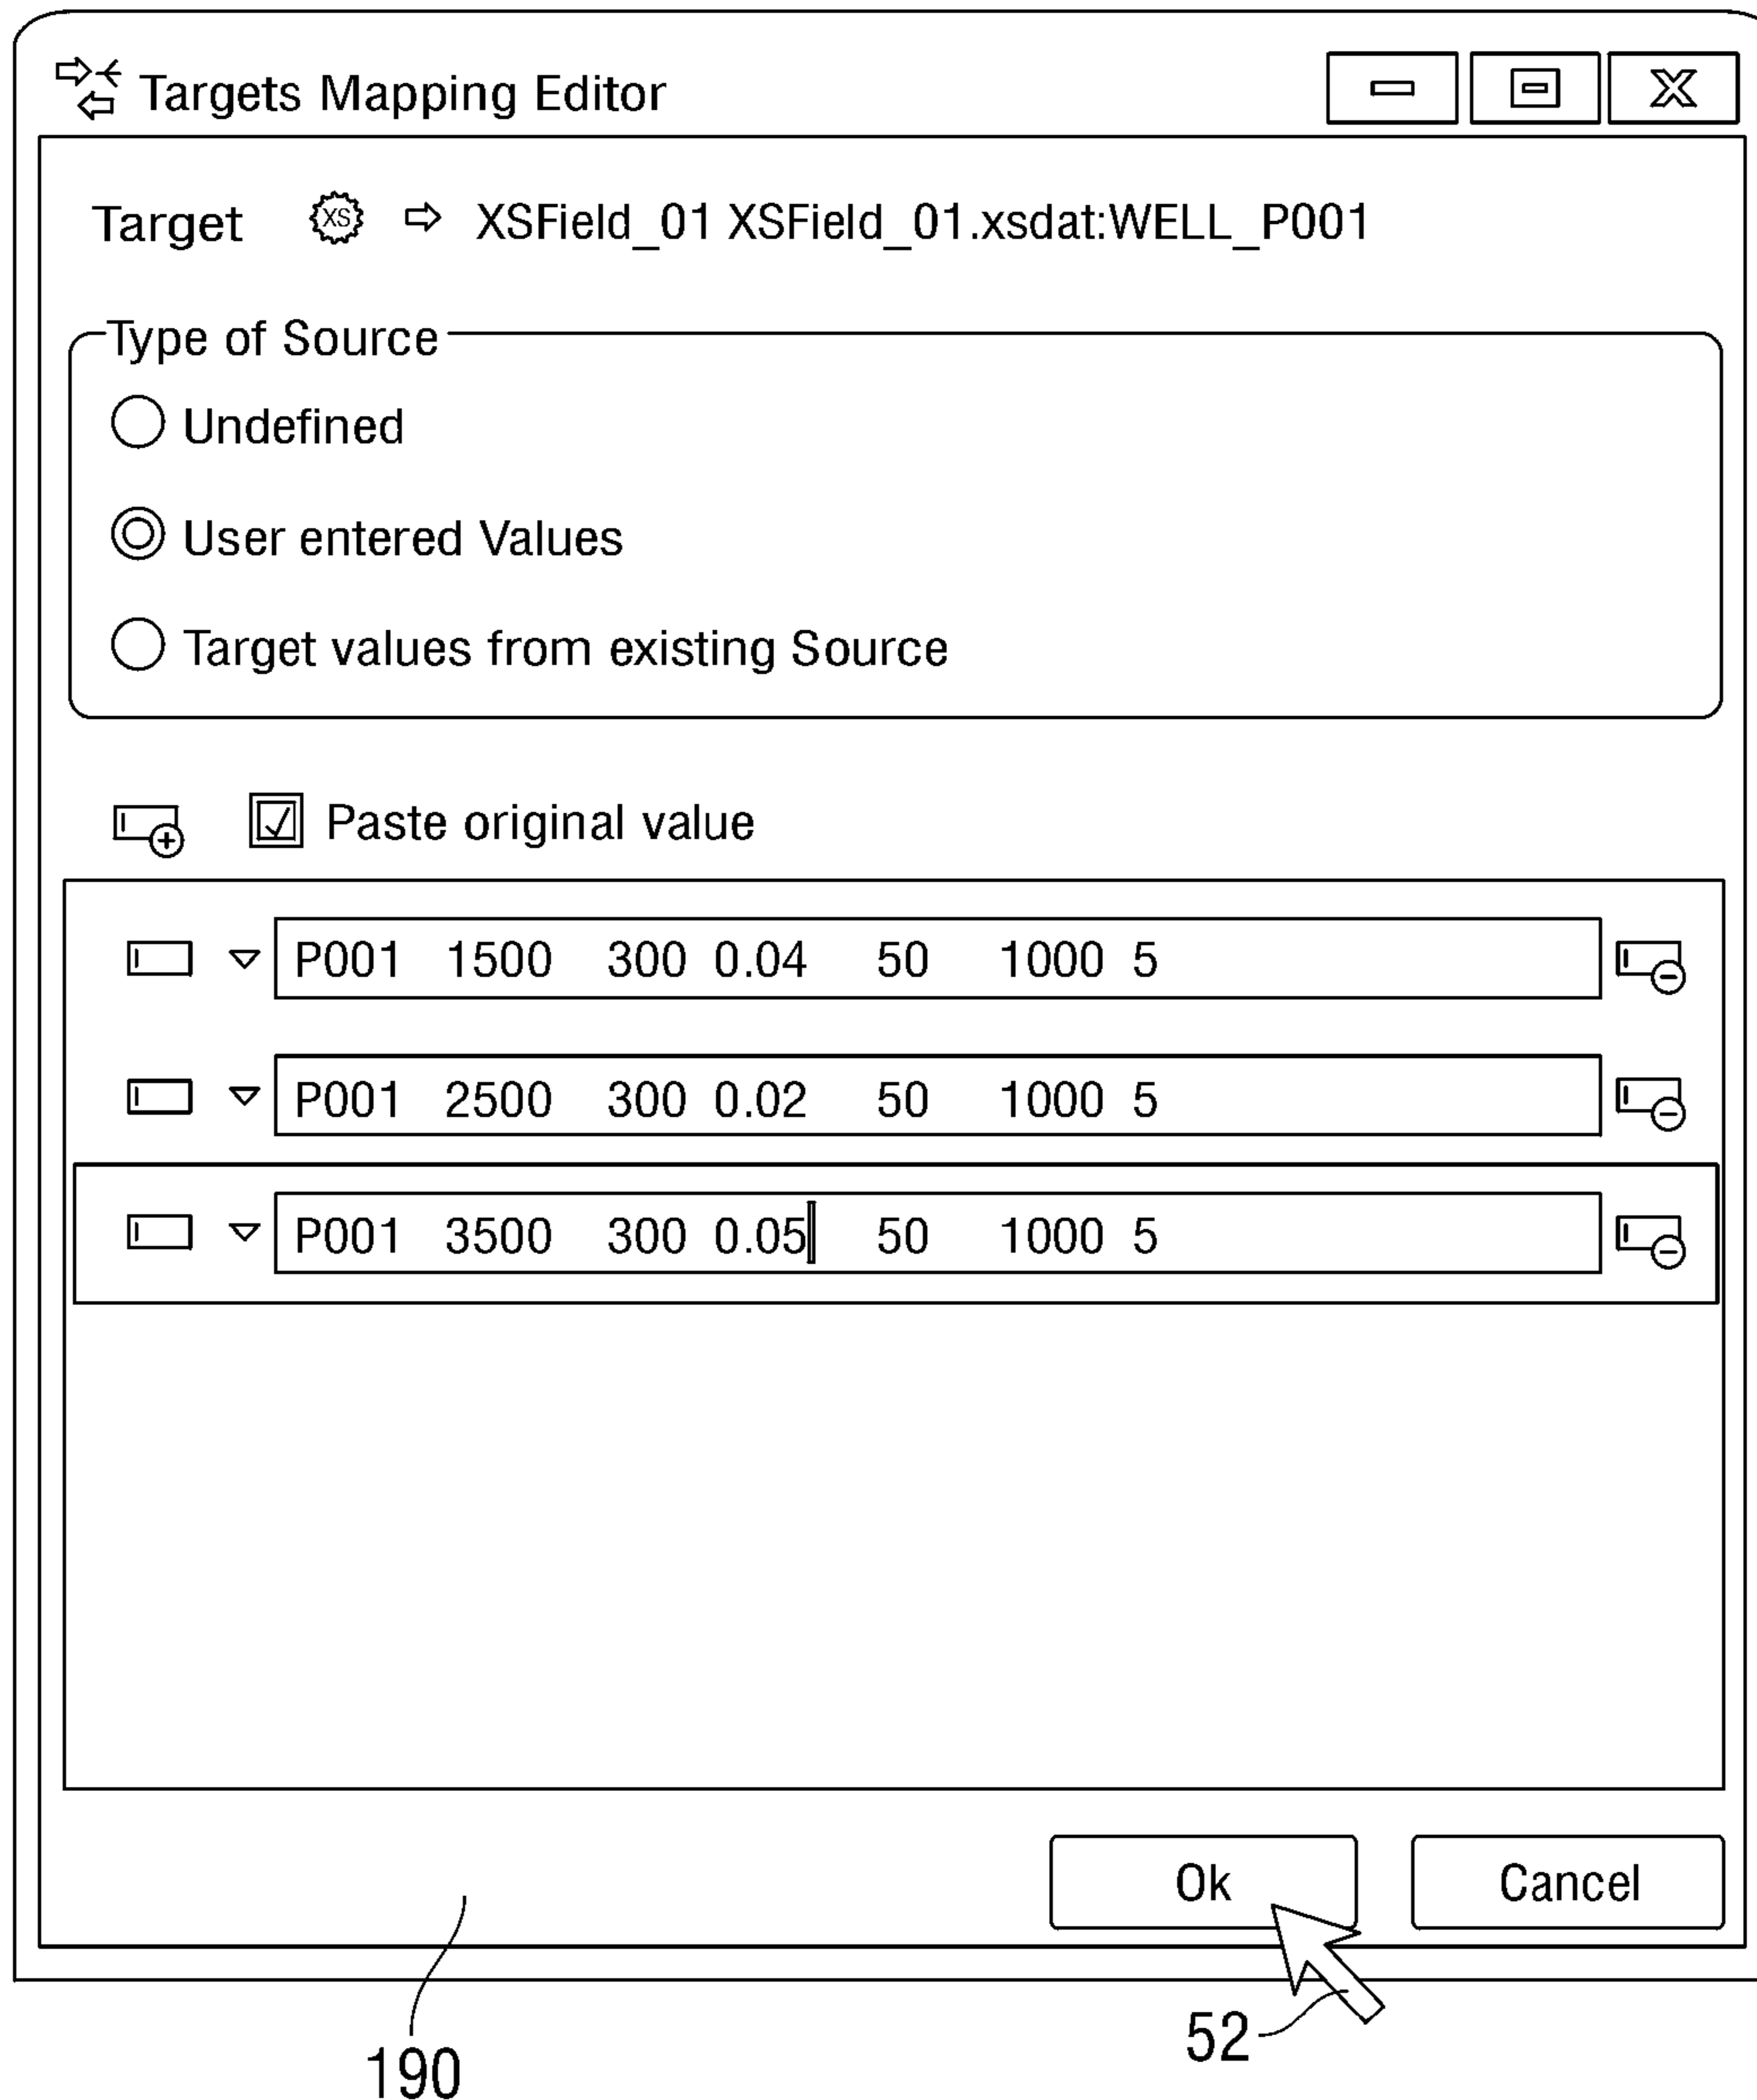 Targets Mapping Editor
Target XS XSField_01 XSField_01.xsdat:WELL_P001
Type of Source
Undefined
User entered Values
Target values from existing Source
Paste original value
P001 1500 300 0.04 50 1000 5
P001 2500 300 0.02 50 1000 5
P001 3500 300 0.05 50 1000 5
Ok Cancel
190 52